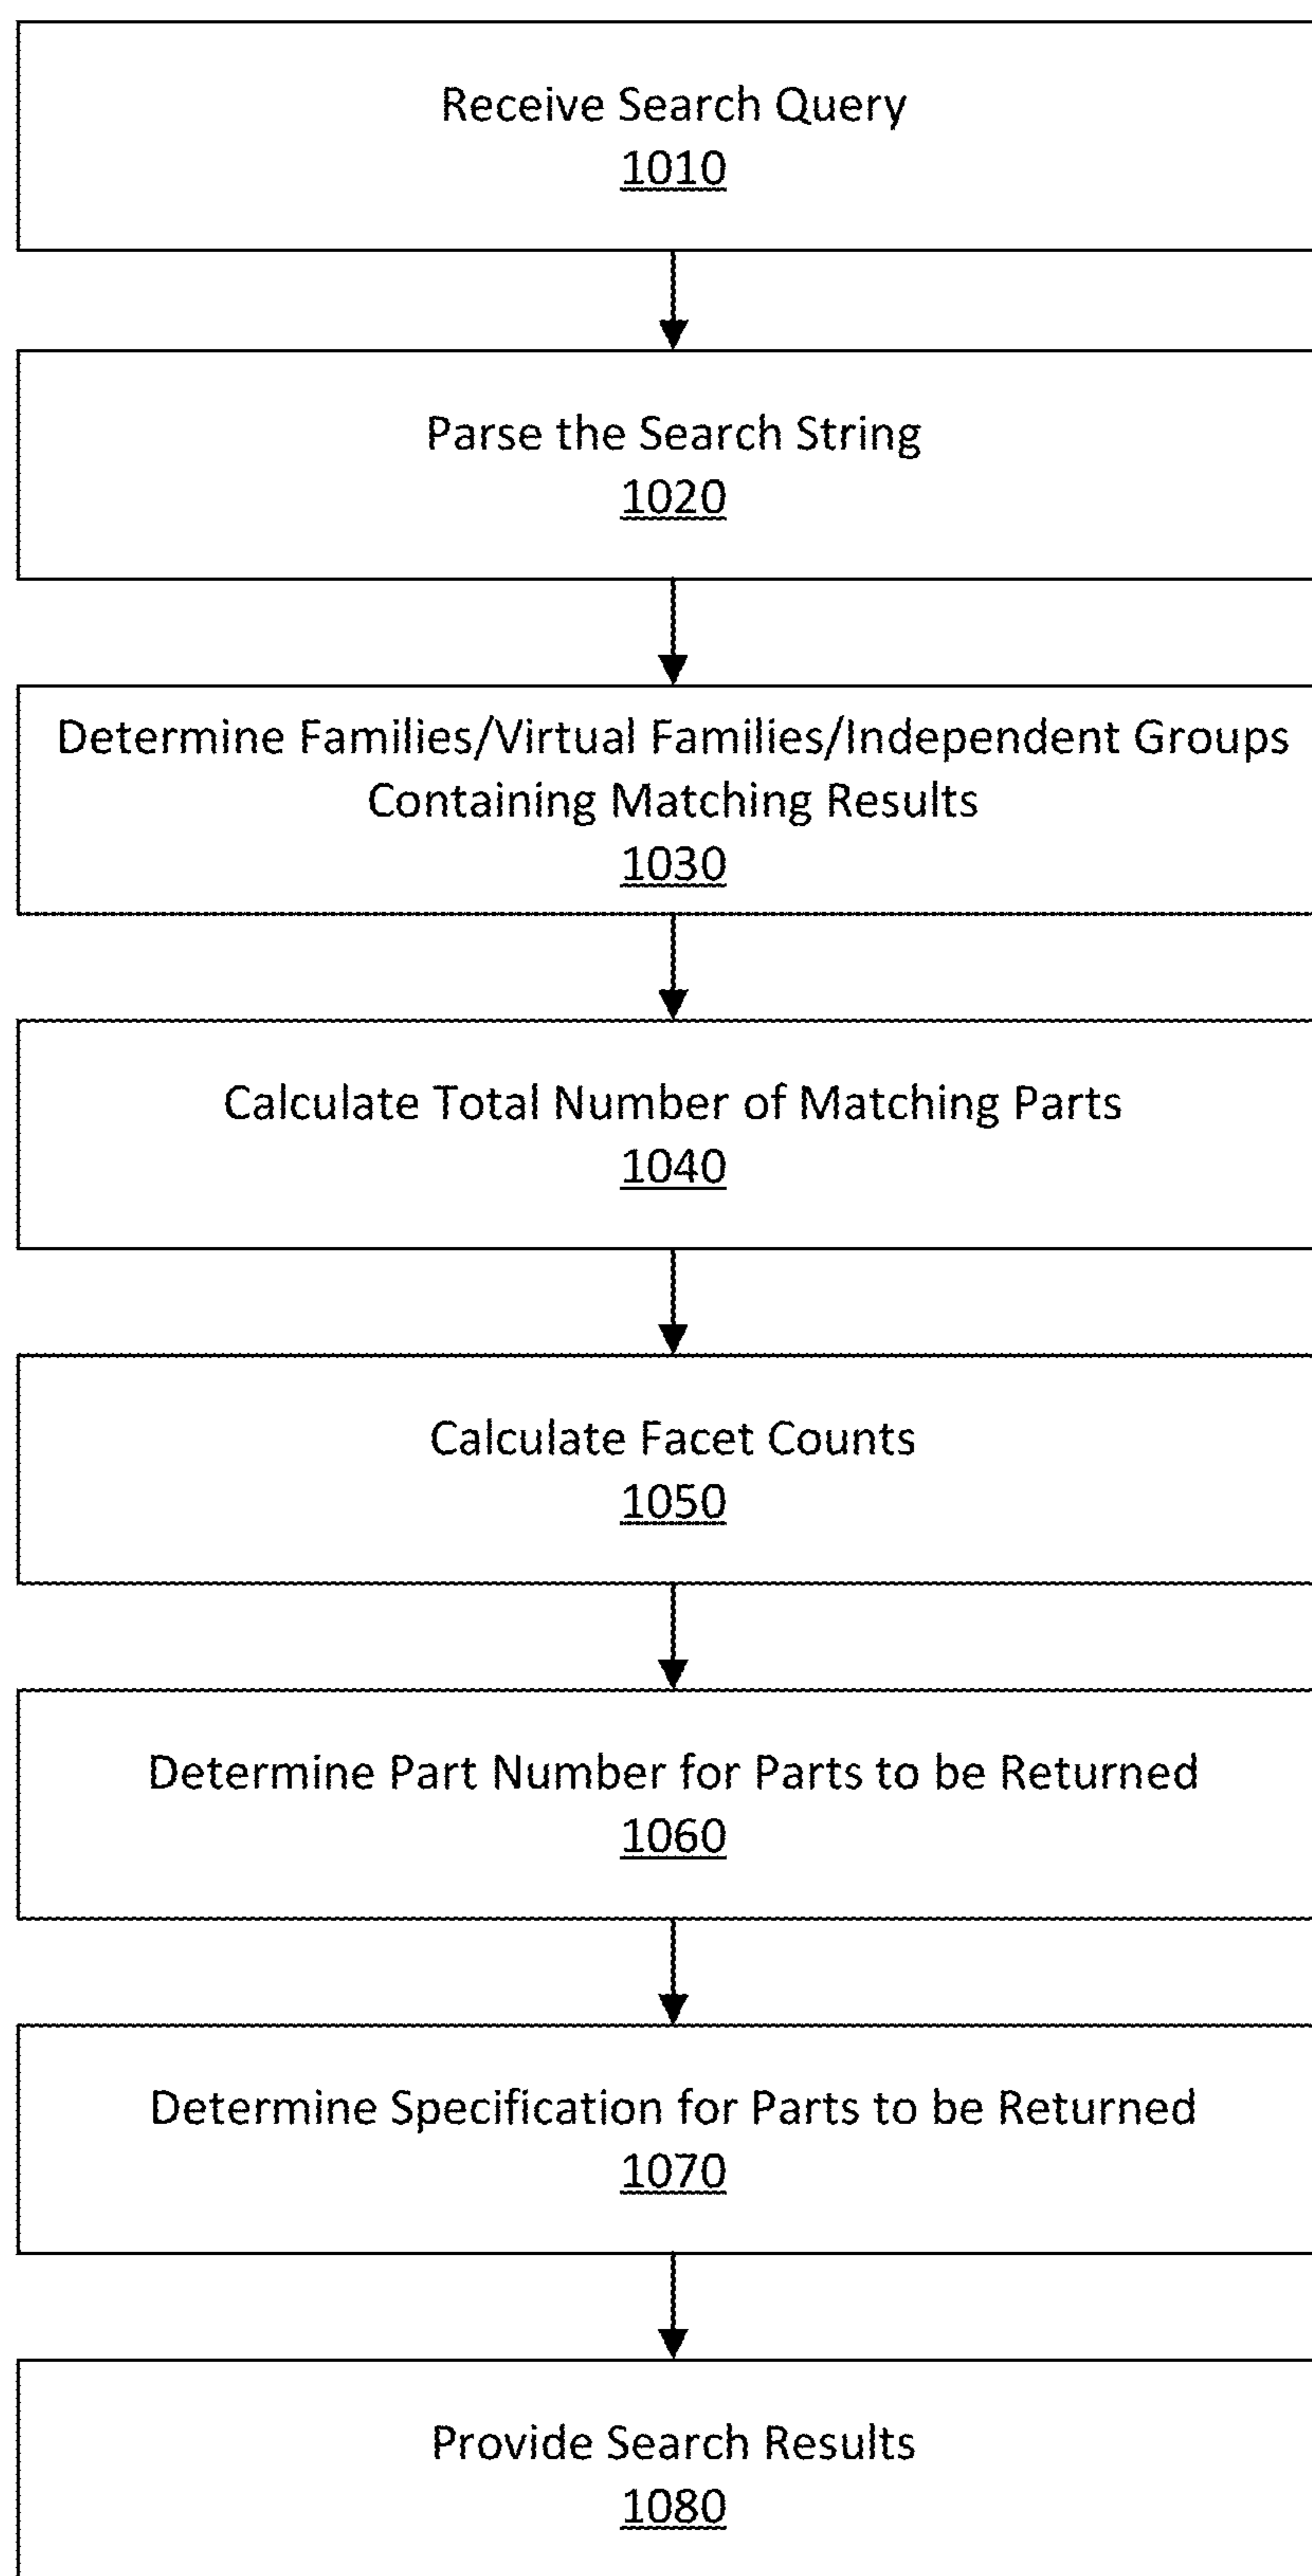 Receive Search Query
1010
Parse the Search String
1020
Determine Families/Virtual Families/Independent Groups
Containing Matching Results
1030
Calculate Total Number of Matching Parts
1040
Calculate Facet Counts
1050
Determine Part Number for Parts to be Returned
1060
Determine Specification for Parts to be Returned
1070
Provide Search Results
1080